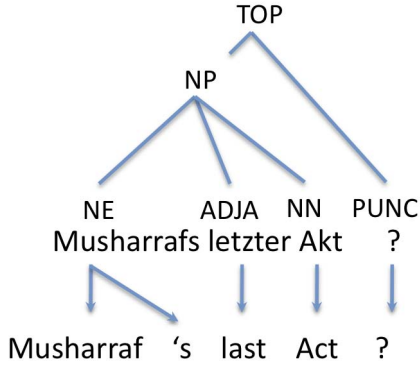 TOP
NP
NE ADJA NN PUNC
Musharrafs letzter Akt ?
Musharraf ‘s last Act ?